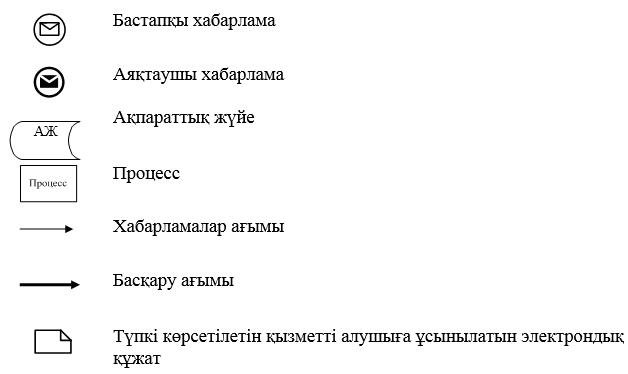 Бастапқы хабарлама
Аяқтаушы хабарлама
АЖ
Ақпараттық жүйе
Процесс
Процесс
Хабарламалар ағымы
Басқару ағымы
Түпкі көрсетілетін қызметті алушыға ұсынылатын электрондық
құжат